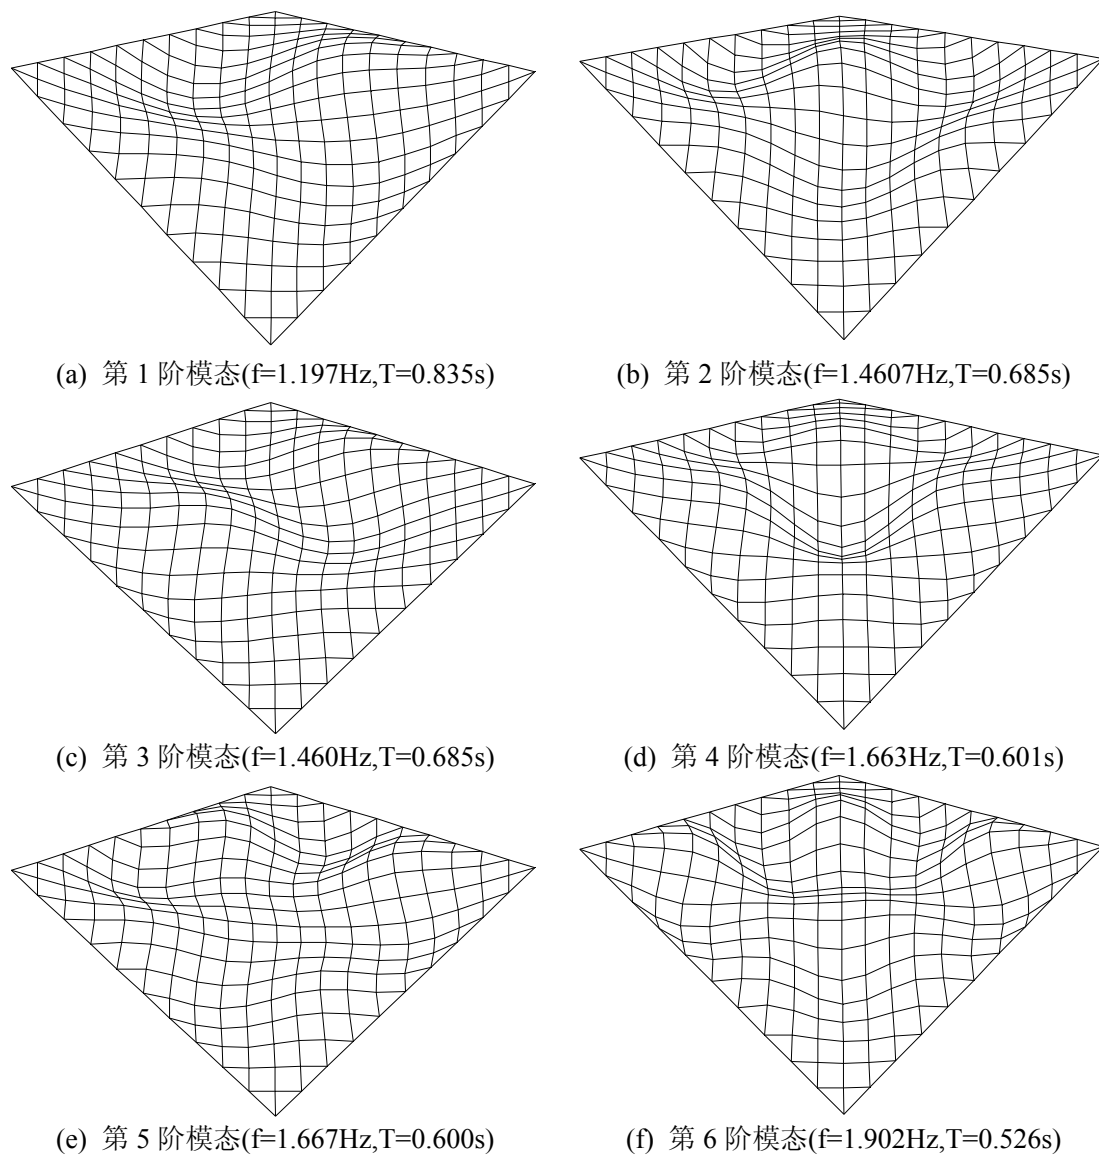 (a) 第 1 阶模态(f=1.197Hz,T=0.835s)
(b) 第 2 阶模态(f=1.4607Hz,T=0.685s)
(c) 第 3 阶模态(f=1.460Hz,T=0.685s)
(d) 第 4 阶模态(f=1.663Hz,T=0.601s)
(e) 第 5 阶模态(f=1.667Hz,T=0.600s)
(f) 第 6 阶模态(f=1.902Hz,T=0.526s)